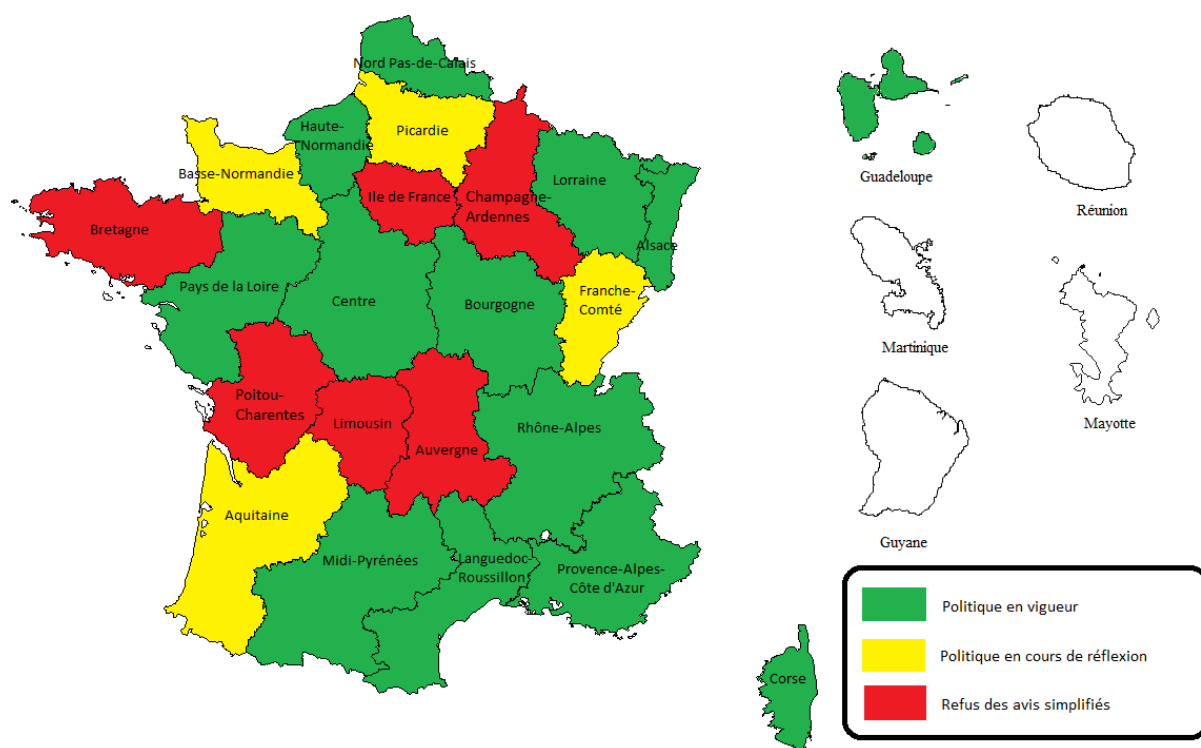 Nord Pas-de-Calais
Haute-
Normandie
Picardie
Basse-Normandie
Ile de France
Champagne-
Ardennes
Lorraine
Alsace
Bretagne
Pays de la Loire
Centre
Bourgogne
Franche-
Comté
Poitou-
Charentes
Limousin
Auvergne
Rhône-Alpes
Aquitaine
Midi-Pyrénées
Languedoc-
Roussillon
Provence-Alpes-
Côte d'Azur
Corse
Guadeloupe
Réunion
Martinique
Mayotte
Guyane
Politique en vigueur
Politique en cours de réflexion
Refus des avis simplifiés